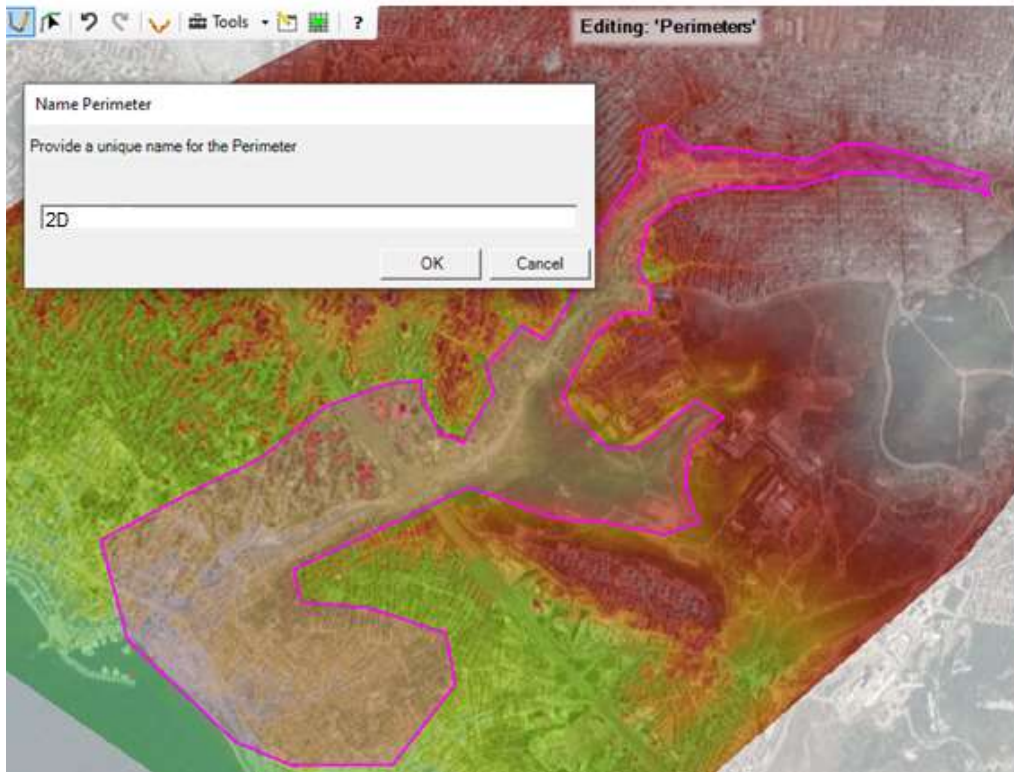 Tools
?
Editing: 'Perimeters'
Name Perimeter
Provide a unique name for the Perimeter
2D
OK
Cancel